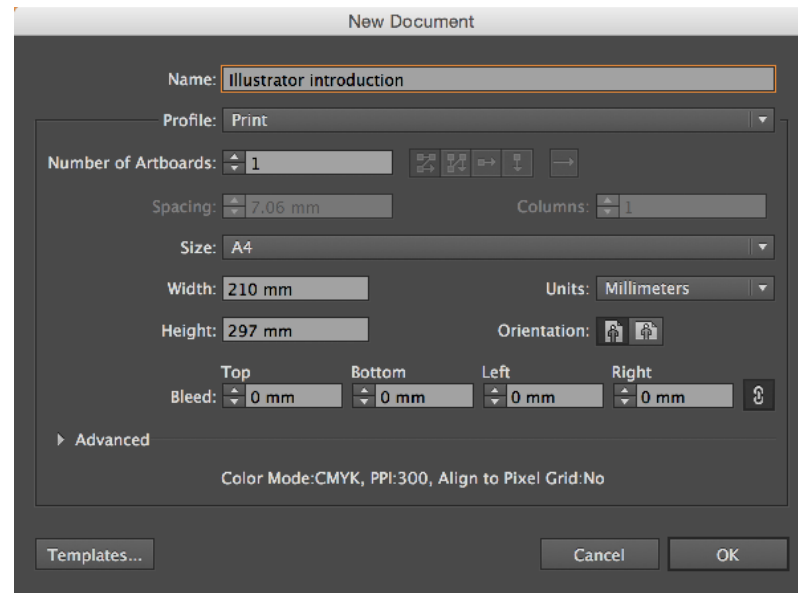 New Document
Name: Illustrator introduction
Profile: Print
Number of Artboards: 1
Spacing: 7.06 mm Columns: 1
Size: A4
Width: 210 mm Units: Millimeters
Height: 297 mm Orientation:
Top Bottom Left Right
Bleed: 0 mm 0 mm 0 mm 0 mm
Advanced
Color Mode:CMYK, PPI:300, Align to Pixel Grid:No
Templates... Cancel OK